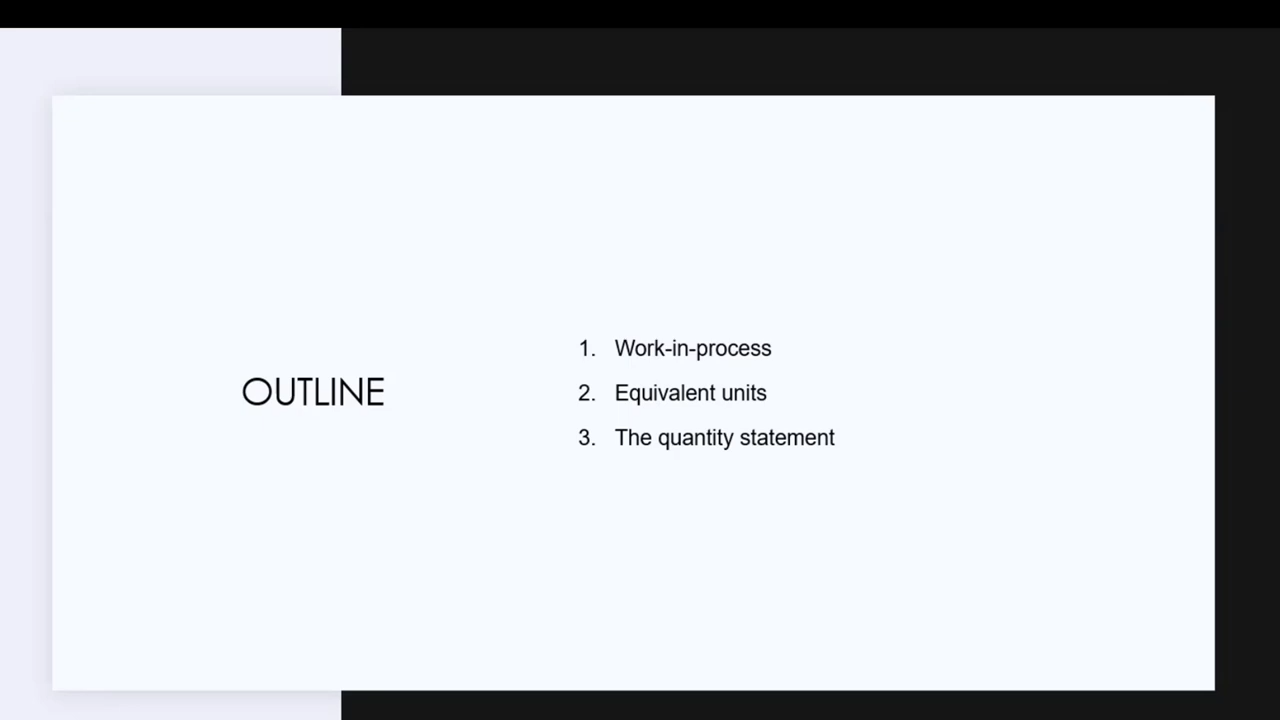 OUTLINE
1. Work-in-process
2. Equivalent units
3. The quantity statement